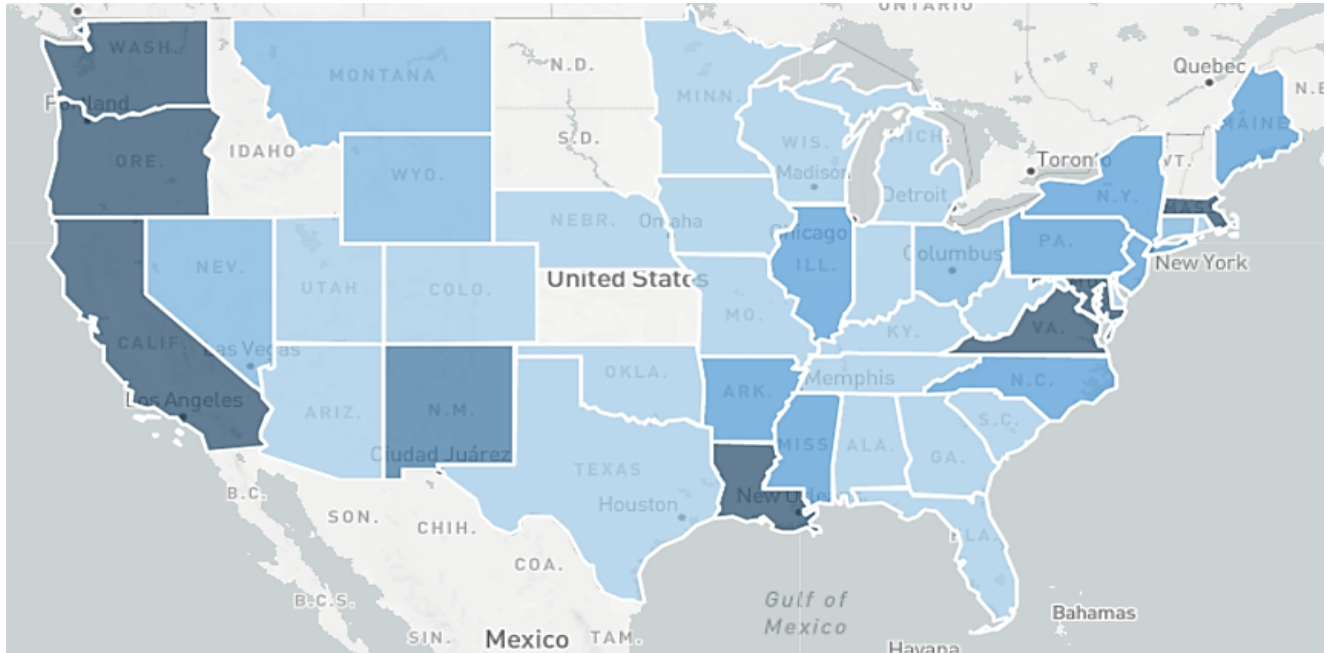 ONTARIO
WASH.
MONTANA
N.D.
MINN.
Quebec
N.B
Portland
ORE.
IDAHO
S.D.
WIS.
MICH.
MAINE
Toronto
VT.
WYO.
Madison
Detroit
N.Y.
MAS
NEBR.
Omaha
Chicago
Columbus
PA.
New York
NEV.
UTAH
COLO.
United States
ILL.
CALIF.
Las Vegas
MO.
KY.
VA.
Los Angeles
ARIZ.
N.M.
OKLA.
ARK.
Memphis
N.C.
Ciudad Juárez
TEXAS
MISS.
ALA.
GA.
S.C.
B.C.
SON.
CHIH.
Houston
New Orleans
LA.
COA.
B.C.S.
Gulf of
Mexico
Bahamas
SIN.
Mexico
TAM.
Havana